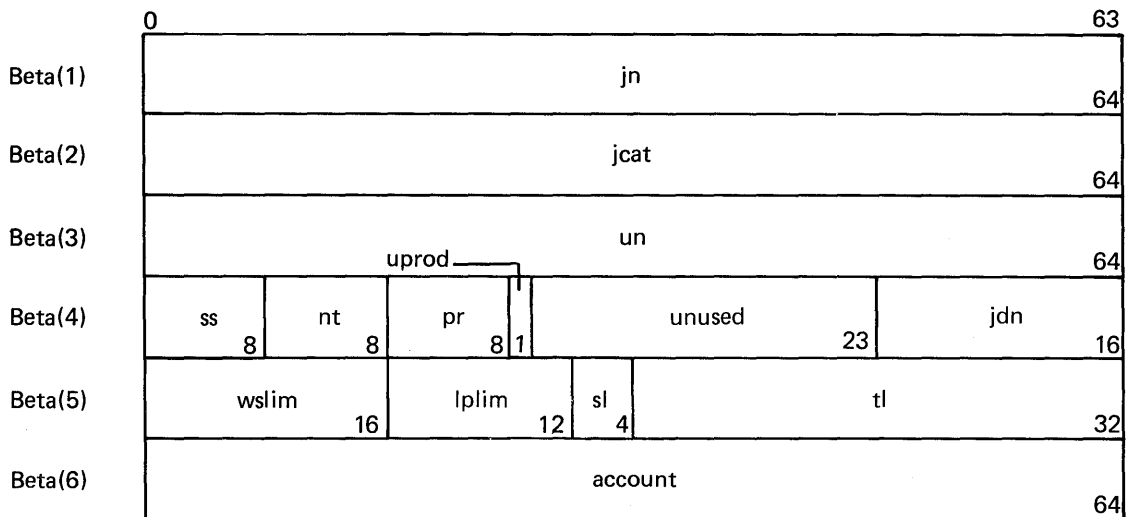 0 63
Beta(1) jn 64
Beta(2) jcat 64
Beta(3) un 64
uprod
Beta(4) ss 8 nt 8 pr 8 1 unused 23 jdn 16
Beta(5) wslim 16 lplim 12 sl 4 tl 32
Beta(6) account 64